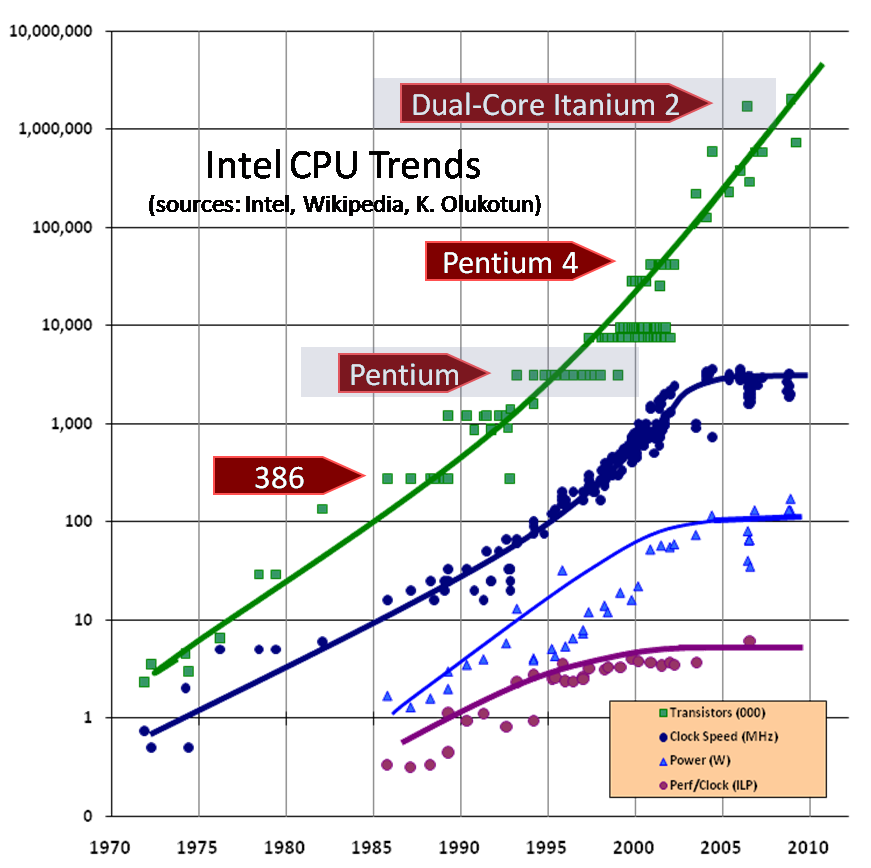 10,000,000
1,000,000
100,000
10,000
1,000
100
10
1
0
Dual-Core Itanium 2
Intel CPU Trends
(sources: Intel, Wikipedia, K. Olukotun)
Pentium 4
Pentium
386
Transistors (000)
Clock Speed (MHz)
Power (W)
Perf/Clock (ILP)
1970 1975 1980 1985 1990 1995 2000 2005 2010